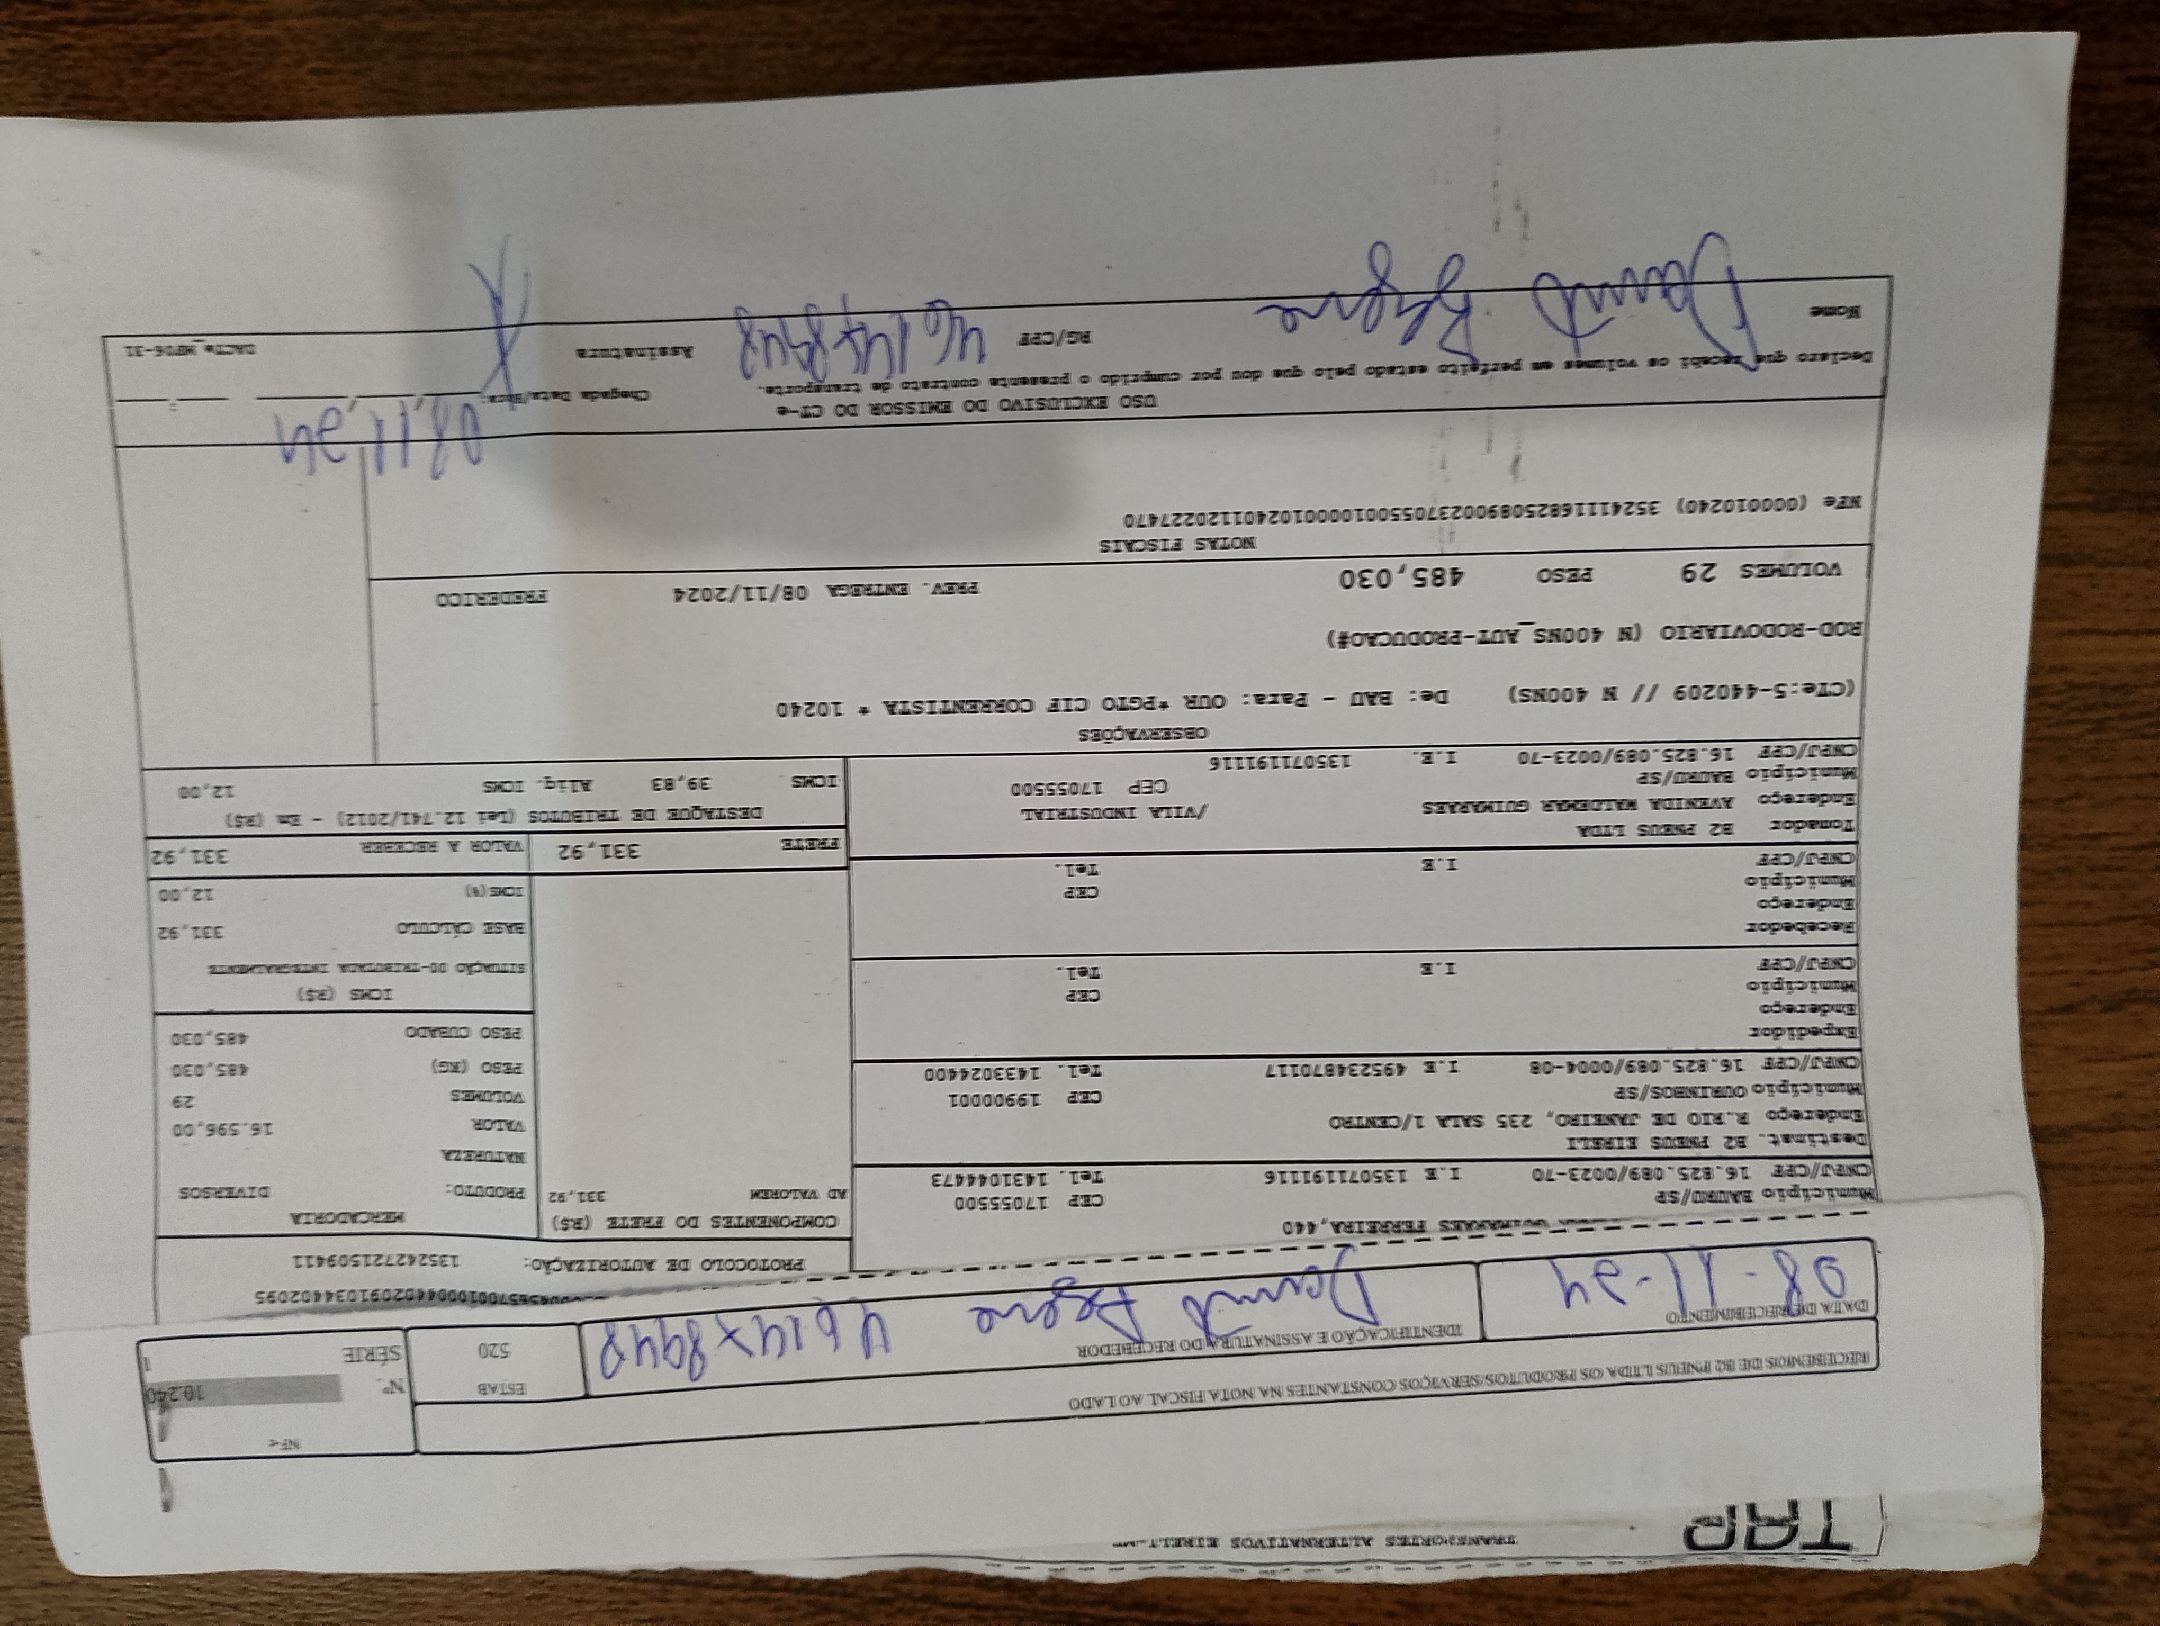 TAP
TRANSPORTES ALTERNATIVOS EIRELI
RECEBEMOS DE B2 PNEUS LTDA OS PRODUTOS/SERVIÇOS CONSTANTES NA NOTA FISCAL AO LADO
NF-e
ESTAB
Nº.
10.240
DATA DE RECEBIMENTO
IDENTIFICAÇÃO E ASSINATURA DO RECEBEDOR
520
SÉRIE
1
08-11-24
PROTOCOLO DE AUTORIZAÇÃO: 135242721509411
GUIMARAES FERREIRA,440
Município BAURU/SP CEP 17055500
CNPJ/CPF 16.825.089/0023-70 I.E 135071191116 Tel. 1431044473
Destinat. B2 PNEUS EIRELI
Endereço R.RIO DE JANEIRO, 235 SALA 1/CENTRO
Município OURINHOS/SP CEP 19900001
CNPJ/CPF 16.825.089/0004-08 I.E 495234870117 Tel. 1433024400
Expedidor
Endereço
Município CEP
CNPJ/CPF I.E Tel.
Recebedor
Endereço
Município CEP
CNPJ/CPF I.E Tel.
Tomador B2 PNEUS LTDA
Endereço AVENIDA WALDEMAR GUIMARAES /VILA INDUSTRIAL
Município BAURU/SP CEP 17055500
CNPJ/CPF 16.825.089/0023-70 I.E. 135071191116
COMPONENTES DO FRETE (R$)
AD VALOREM 331,92
FRETE 331,92
MERCADORIA
PRODUTO: DIVERSOS
NATUREZA
VALOR 16.596,00
VOLUMES 29
PESO (KG) 485,030
PESO CUBADO 485,030
ICMS (R$)
SITUAÇÃO 00-TRIBUTADA INTEGRALMENTE
BASE CÁLCULO 331,92
ICMS(%) 12,00
VALOR A RECEBER 331,92
DESTAQUE DE TRIBUTOS (Lei 12.741/2012) - Em (R$)
ICMS 39,83 Aliq. ICMS 12,00
OBSERVAÇÕES
(CTe:5-440209 // N 400NS) De: BAU - Para: OUR *PGTO CIF CORRENTISTA * 10240
ROD-RODOVIARIO (N 400NS_AUT-PRODUCAO#)
VOLUMES 29 PESO 485,030 PREV. ENTREGA 08/11/2024 FREDERICO
NOTAS FISCAIS
NFe (000010240) 35241116825089002370550010000102401120227470
USO EXCLUSIVO DO EMISSOR DO CT-e
08,11,24
Declaro que recebi os volumes em perfeito estado pelo que dou por cumprido o presente contrato de transporte.
Chegada Data/Hora:
Nome
RG/CPF
Assinatura
DACTe_MP06-31